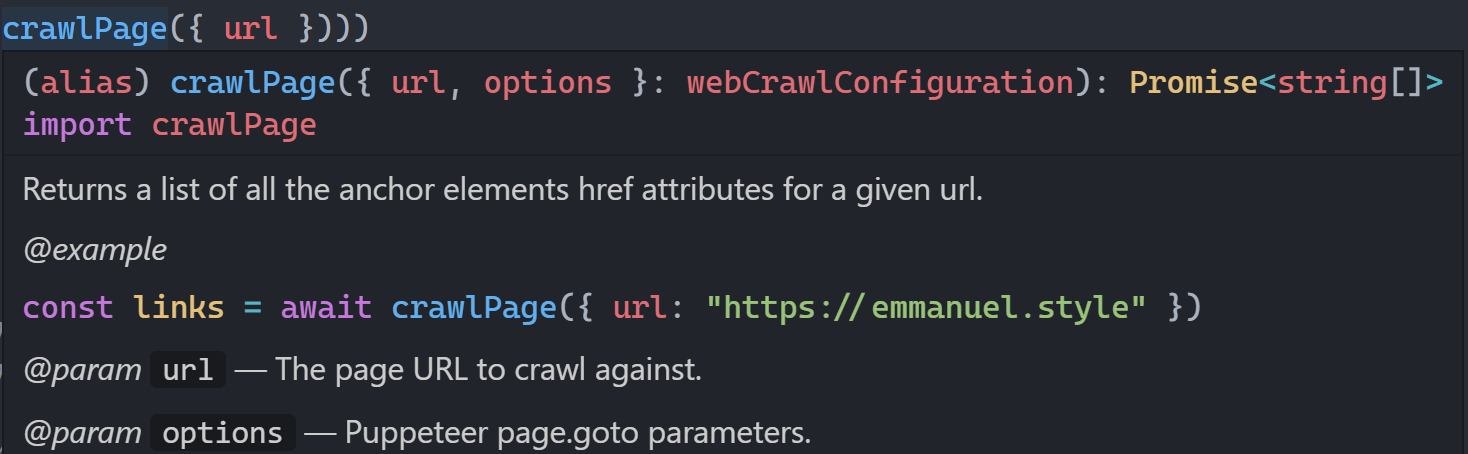 crawlPage({ url })))
(alias) crawlPage({ url, options }: webCrawlConfiguration): Promise<string[]>
import crawlPage
Returns a list of all the anchor elements href attributes for a given url.
@example
const links = await crawlPage({ url: "https://emmanuel.style" })
@param url — The page URL to crawl against.
@param options — Puppeteer page.goto parameters.